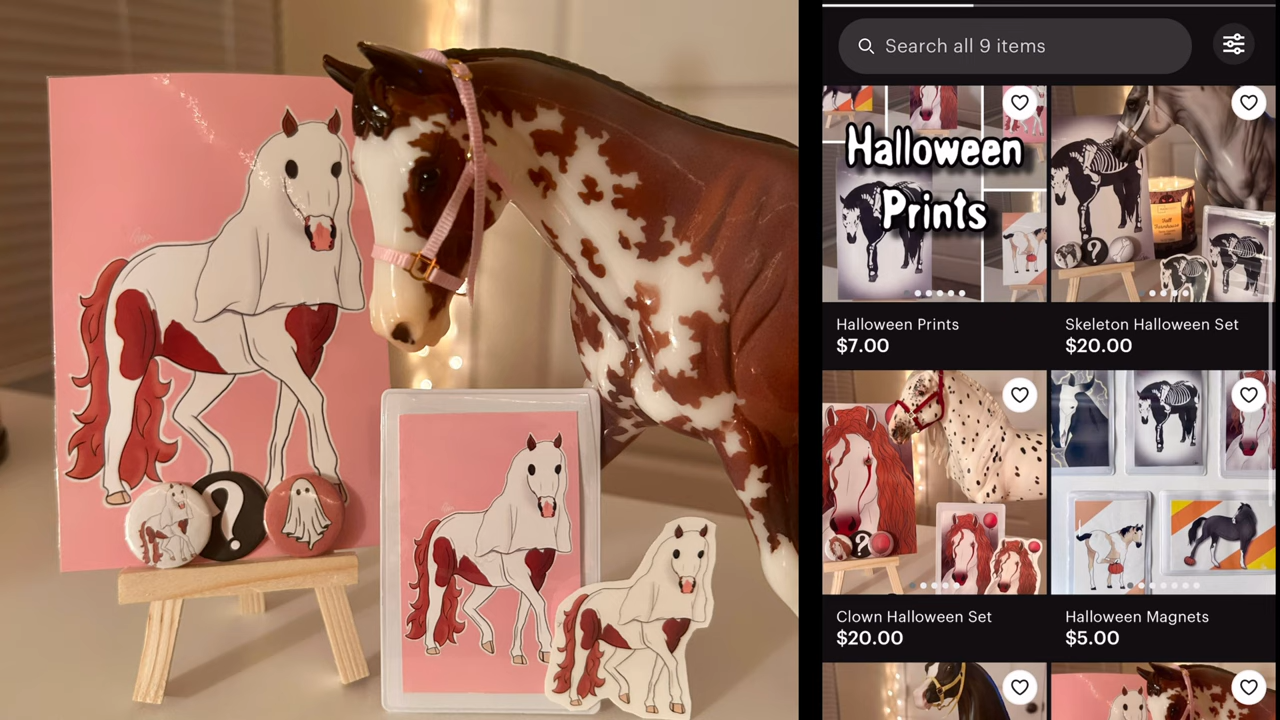 Search all 9 items
Halloween
Prints
Halloween Prints
$7.00
Skeleton Halloween Set
$20.00
?
?
Clown Halloween Set
$20.00
Halloween Magnets
$5.00
?